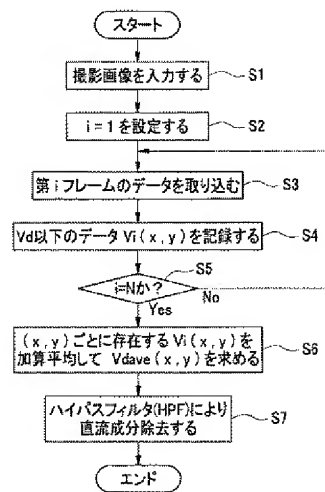 スタート
撮影画像を入力する
S1
i=1を設定する
S2
第iフレームのデータを取り込む
S3
Vd以下のデータ Vi(x,y)を記録する
S4
S5
i=Nか?
No
Yes
(x,y)ごとに存在するVi(x,y)を
加算平均して Vdave(x,y)を求める
S6
ハイパスフィルタ(HPF)により
直流成分除去する
S7
エンド